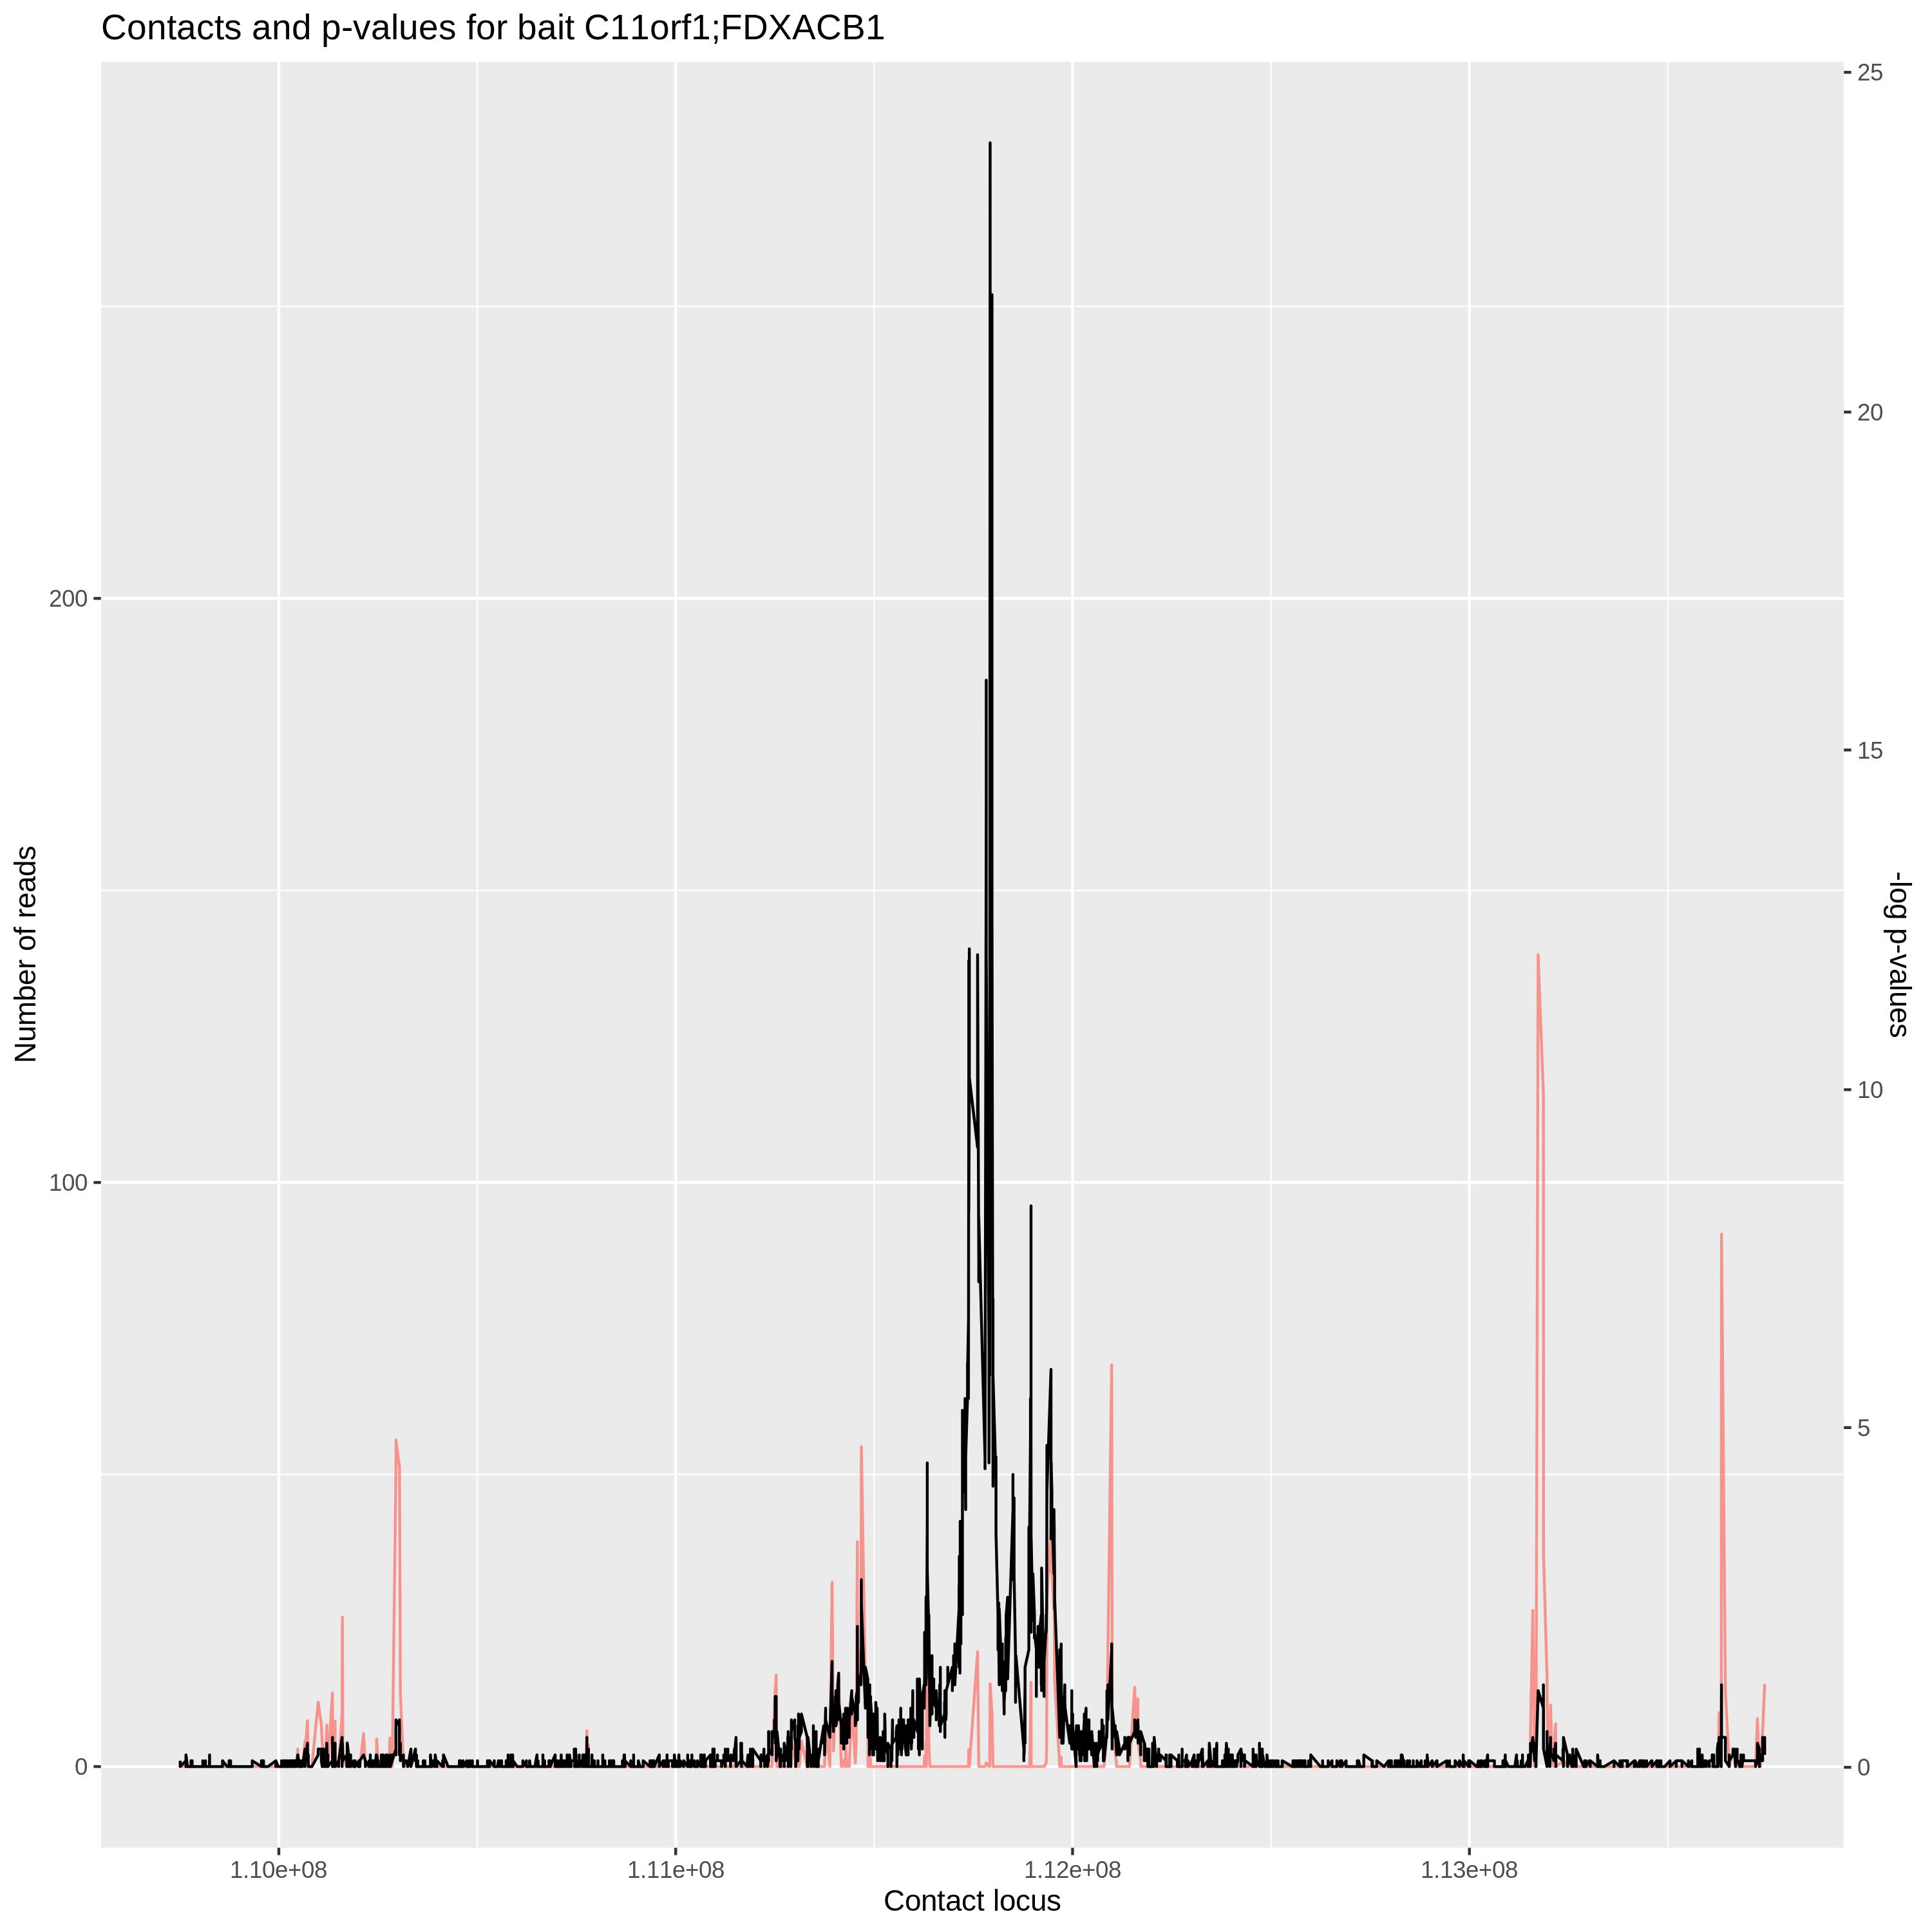 Contacts and p-values for bait C11orf1;FDXACB1
25
20
200
15
Number of reads
-log p-values
10
100
5
0
0
1.10e+08
1.11e+08
1.12e+08
1.13e+08
Contact locus